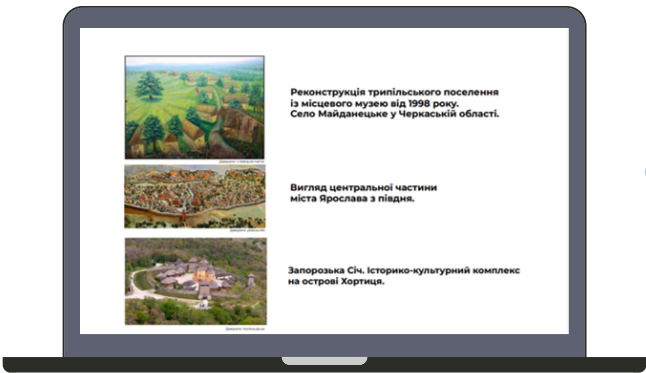 Реконструкція трипільського поселення
із місцевого музею від 1998 року.
Село Майданецьке у Черкаській області.
Вигляд центральної частини
міста Ярослава з півдня.
Запорозька Січ. Історико-культурний комплекс
на острові Хортиця.